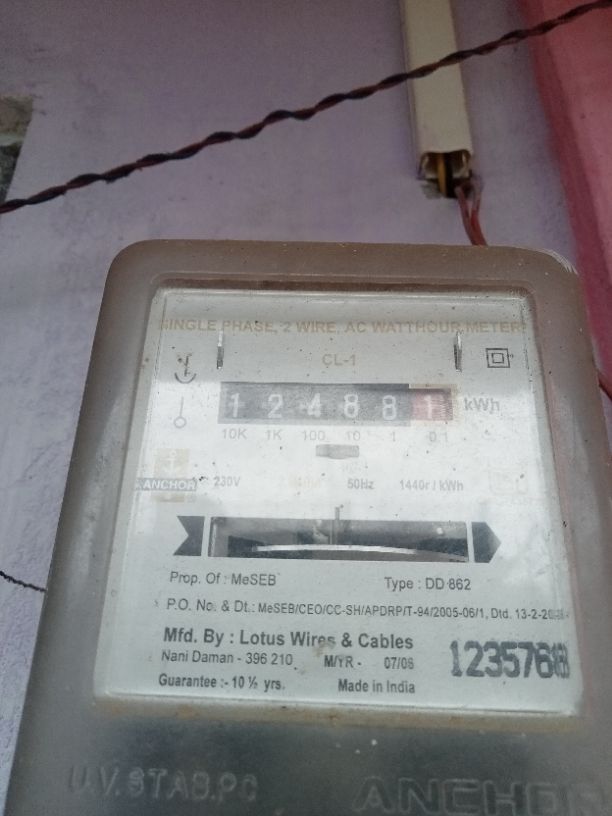 SINGLE PHASE, 2 WIRE, AC WATTHOUR METER
CL-1
1 2 4 8 8 1 kWh
10K 1K 100 10 1 0.1
ANCHOR 230V 50Hz 1440r / kWh
Prop. Of : MeSEB Type : DD 862
P.O. No. & Dt.: MeSEB/CEO/CC-SH/APDRP/T-94/2005-06/1, Dtd. 13-2-
Mfd. By : Lotus Wires & Cables
Nani Daman - 396 210 M/YR - 07/06
Guarantee :- 10 ½ yrs. Made in India
U.V.STAB.PC ANCHOR